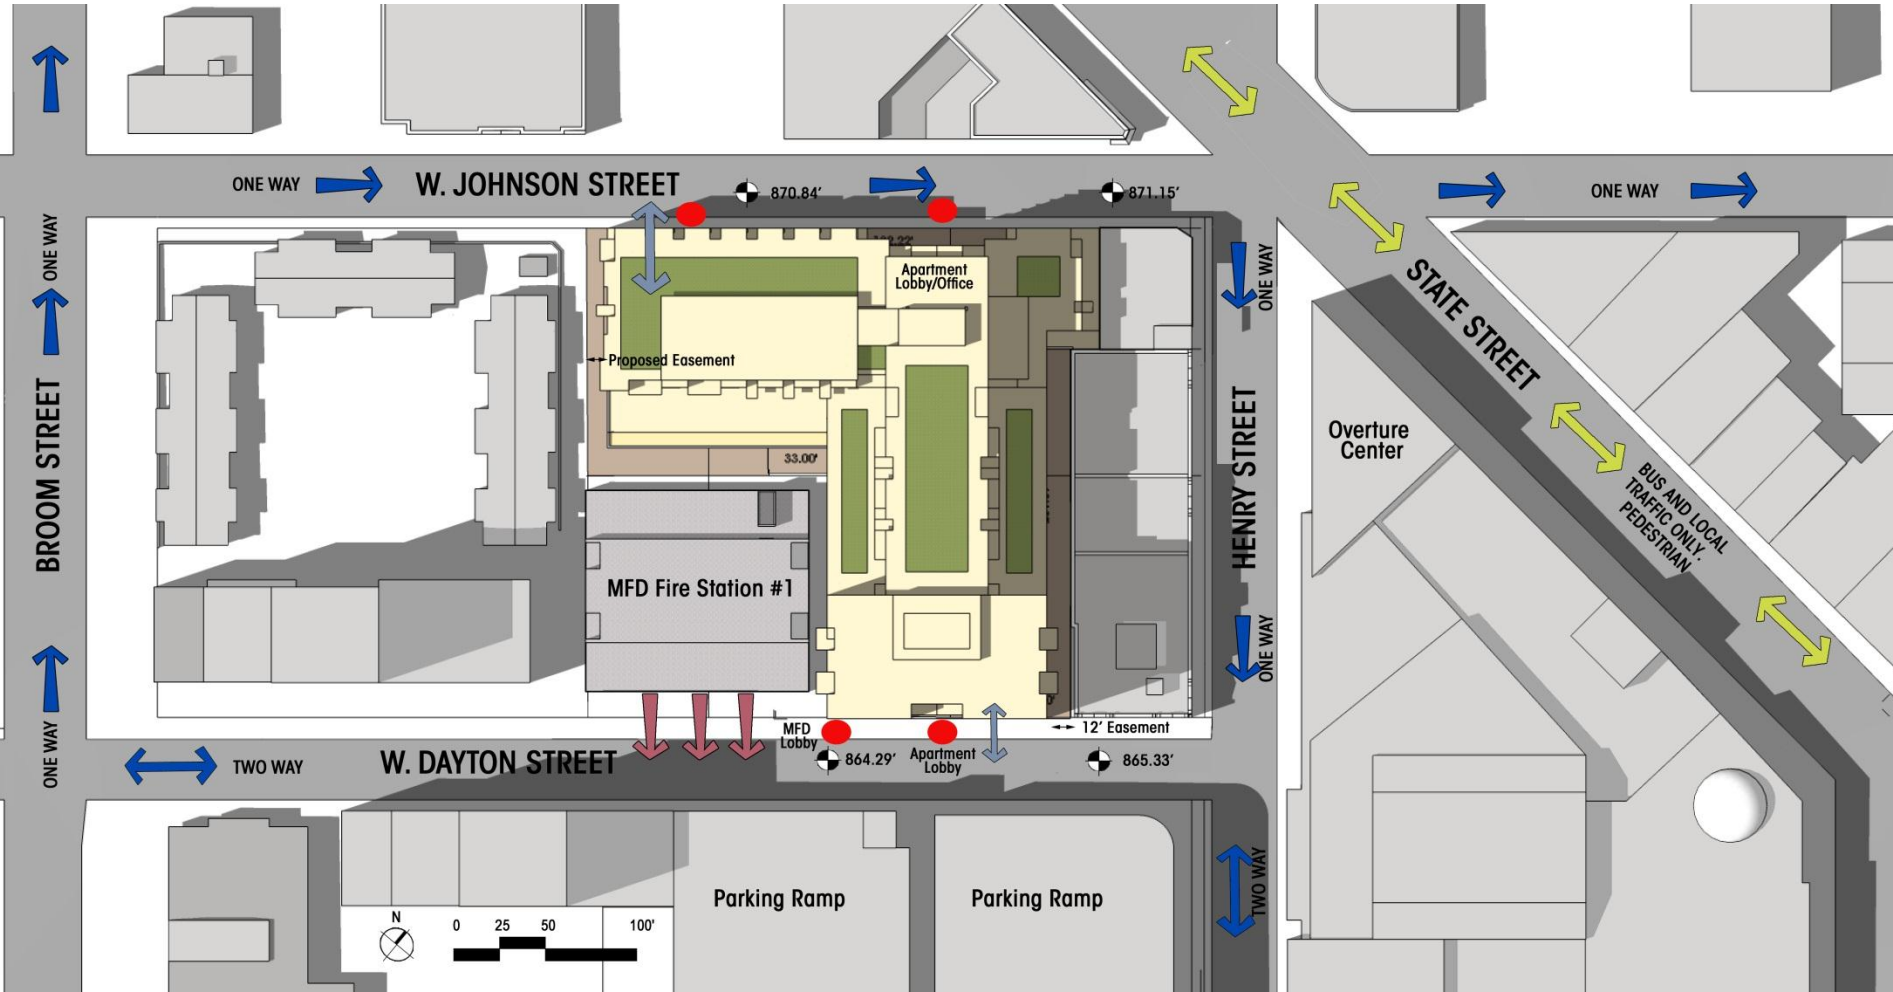 ONE WAY
W. JOHNSON STREET
870.84'
871.15'
ONE WAY
ONE WAY
Apartment
Lobby/Office
ONE WAY
STATE STREET
Proposed Easement
BROOM STREET
HENRY STREET
Overture
Center
33.00'
BUS AND LOCAL
TRAFFIC ONLY.
PEDESTRIAN
MFD Fire Station #1
ONE WAY
ONE WAY
TWO WAY
W. DAYTON STREET
MFD
Lobby
864.29'
Apartment
Lobby
12' Easement
865.33'
Parking Ramp
Parking Ramp
TWO WAY
N
0 25 50 100'